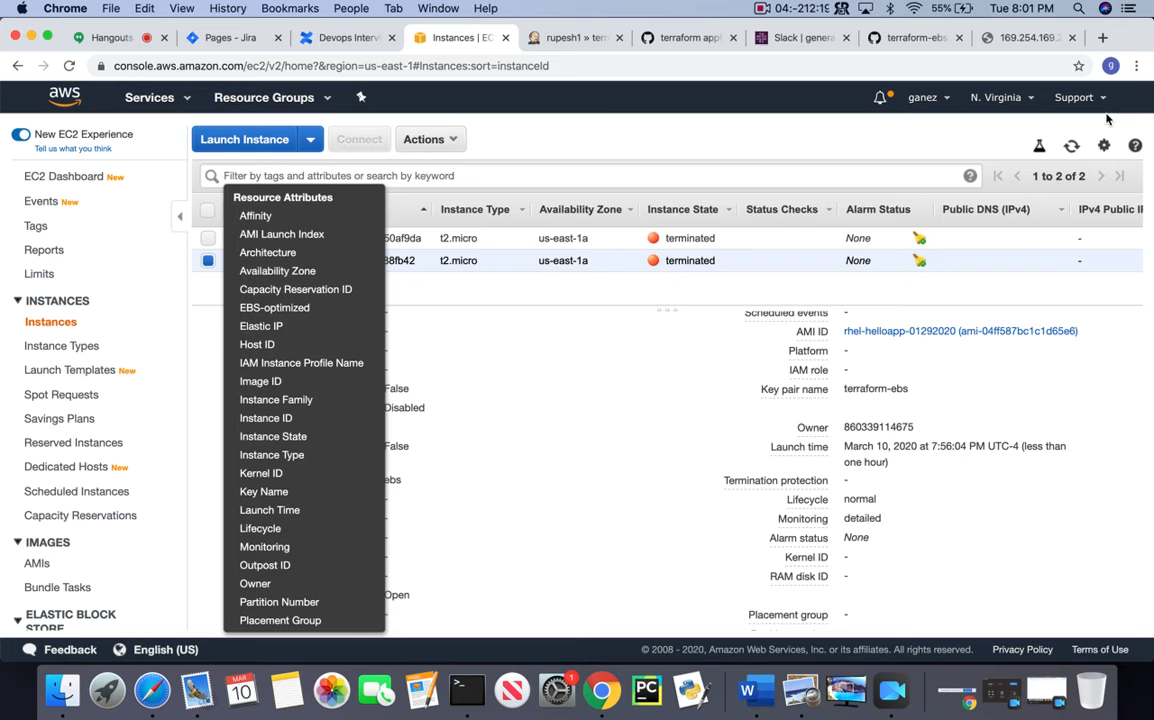 Chrome File Edit View History Bookmarks People Tab Window Help 04:-212:19 55% Tue 8:01 PM
Hangouts Pages - Jira Devops Intervi Instances | EC rupesh1 » terr terraform appl Slack | genera terraform-ebs 169.254.169.
console.aws.amazon.com/ec2/v2/home?&region=us-east-1#Instances:sort=instanceId g
aws Services Resource Groups ganez N. Virginia Support
New EC2 Experience
Tell us what you think
Launch Instance Connect Actions
EC2 Dashboard New
Events New
Tags
Reports
Limits
INSTANCES
Instances
Instance Types
Launch Templates New
Spot Requests
Savings Plans
Reserved Instances
Dedicated Hosts New
Scheduled Instances
Capacity Reservations
IMAGES
AMIs
Bundle Tasks
ELASTIC BLOCK
STORE
Filter by tags and attributes or search by keyword 1 to 2 of 2
Resource Attributes
Affinity
AMI Launch Index
Architecture
Availability Zone
Capacity Reservation ID
EBS-optimized
Elastic IP
Host ID
IAM Instance Profile Name
Image ID
Instance Family
Instance ID
Instance State
Instance Type
Kernel ID
Key Name
Launch Time
Lifecycle
Monitoring
Outpost ID
Owner
Partition Number
Placement Group
Instance Type Availability Zone Instance State Status Checks Alarm Status Public DNS (IPv4) IPv4 Public IP
50af9da t2.micro us-east-1a terminated None -
88fb42 t2.micro us-east-1a terminated None -
False
Disabled
False
ebs
Open
Scheduled events -
AMI ID rhel-helloapp-01292020 (ami-04ff587bc1c1d65e6)
Platform -
IAM role -
Key pair name terraform-ebs
Owner 860339114675
Launch time March 10, 2020 at 7:56:04 PM UTC-4 (less than
one hour)
Termination protection -
Lifecycle normal
Monitoring detailed
Alarm status None
Kernel ID -
RAM disk ID -
Placement group -
Feedback English (US) © 2008 - 2020, Amazon Web Services, Inc. or its affiliates. All rights reserved. Privacy Policy Terms of Use
MAR
10
1
PC